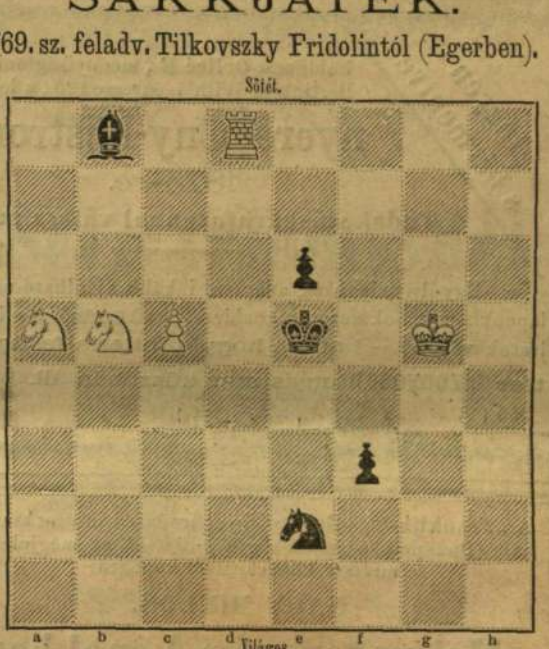 SAKKJÁTÉK.
69. sz. feladv. Tilkovszky Fridolintól (Egerben).
Sötét.
a b c d e f g h
Világos